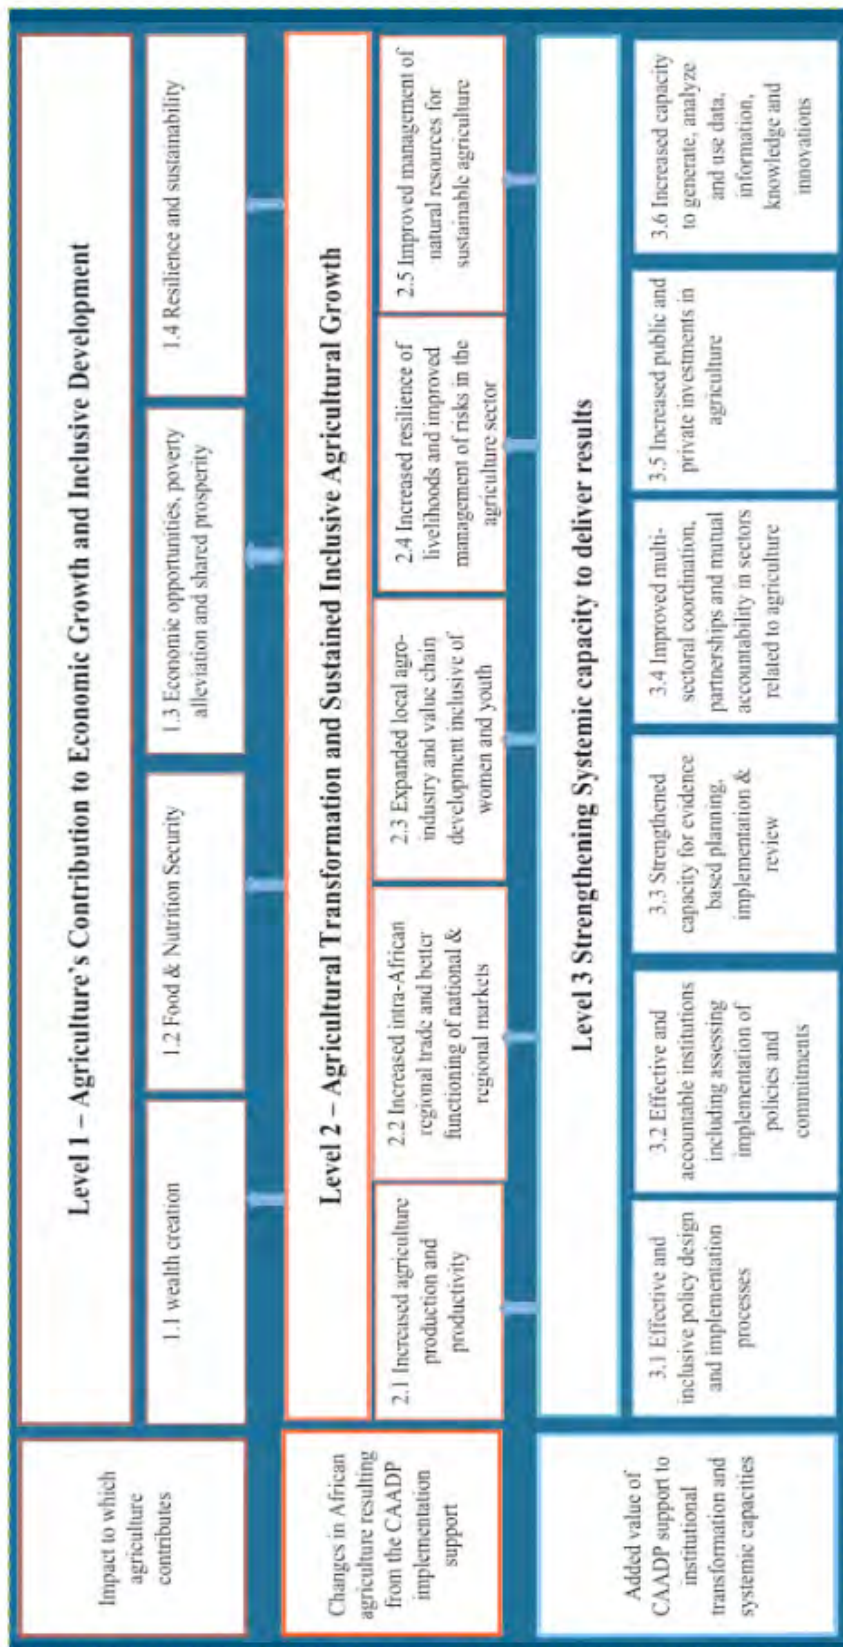 Impact to which
agriculture
contributes
Level 1 – Agriculture's Contribution to Economic Growth and Inclusive Development
1.1 wealth creation
1.2 Food & Nutrition Security
1.3 Economic opportunities, poverty
alleviation and shared prosperity
1.4 Resilience and sustainability
Changes in African
agriculture resulting
from the CAADP
implementation
support
Level 2 – Agricultural Transformation and Sustained Inclusive Agricultural Growth
2.1 Increased agriculture
production and
productivity
2.2 Increased intra-African
regional trade and better
functioning of national &
regional markets
2.3 Expanded local agro-
industry and value chain
development inclusive of
women and youth
2.4 Increased resilience of
livelihoods and improved
management of risks in the
agriculture sector
2.5 Improved management of
natural resources for
sustainable agriculture
Added value of
CAADP support to
institutional
transformation and
systemic capacities
Level 3 Strengthening Systemic capacity to deliver results
3.1 Effective and
inclusive policy design
and implementation
processes
3.2 Effective and
accountable institutions
including assessing
implementation of
policies and
commitments
3.3 Strengthened
capacity for evidence
based planning,
implementation &
review
3.4 Improved multi-
sectoral coordination,
partnerships and mutual
accountability in sectors
related to agriculture
3.5 Increased public and
private investments in
agriculture
3.6 Increased capacity
to generate, analyze
and use data,
information,
knowledge and
innovations